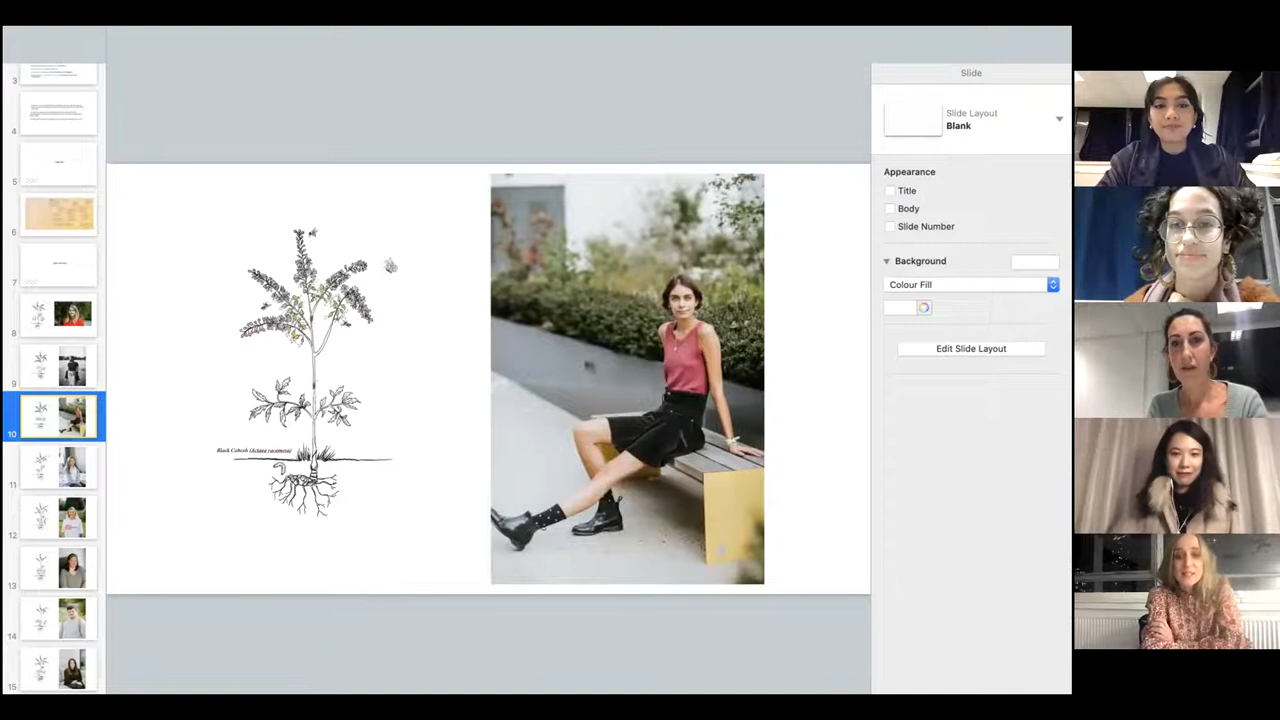 3
4
5
6
7
8
9
10
11
12
13
14
15
Black Cohosh (Actaea racemosa)
Slide
Slide Layout
Blank
Appearance
Title
Body
Slide Number
Background
Colour Fill
Edit Slide Layout